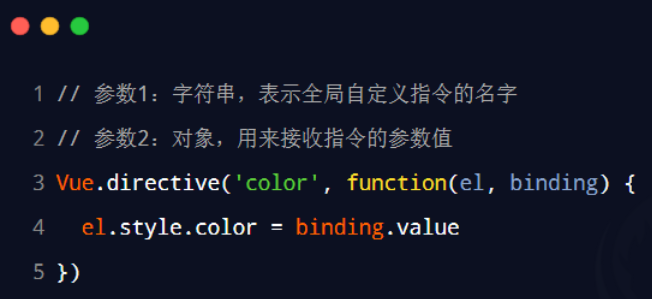 1 // 参数1：字符串，表示全局自定义指令的名字
2 // 参数2：对象，用来接收指令的参数值
3 Vue.directive('color', function(el, binding) {
4   el.style.color = binding.value
5 })